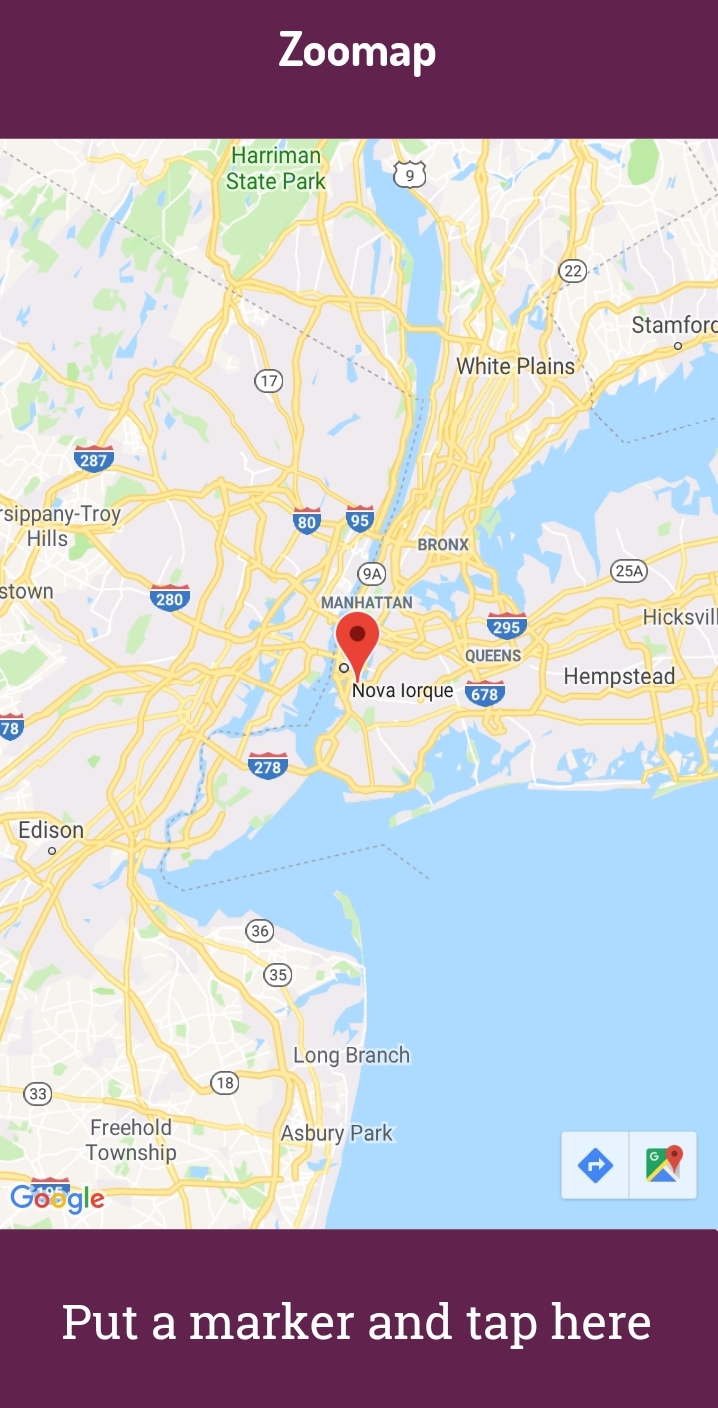 Zoomap
Harriman
State Park
9
22
Stamford
White Plains
17
287
rsippany-Troy
Hills
80
95
BRONX
9A
25A
stown
280
MANHATTAN
295
Hicksvill
QUEENS
Hempstead
Nova Iorque
678
78
278
Edison
36
35
Long Branch
18
33
Freehold
Township
Asbury Park
195
Google
G
Put a marker and tap here